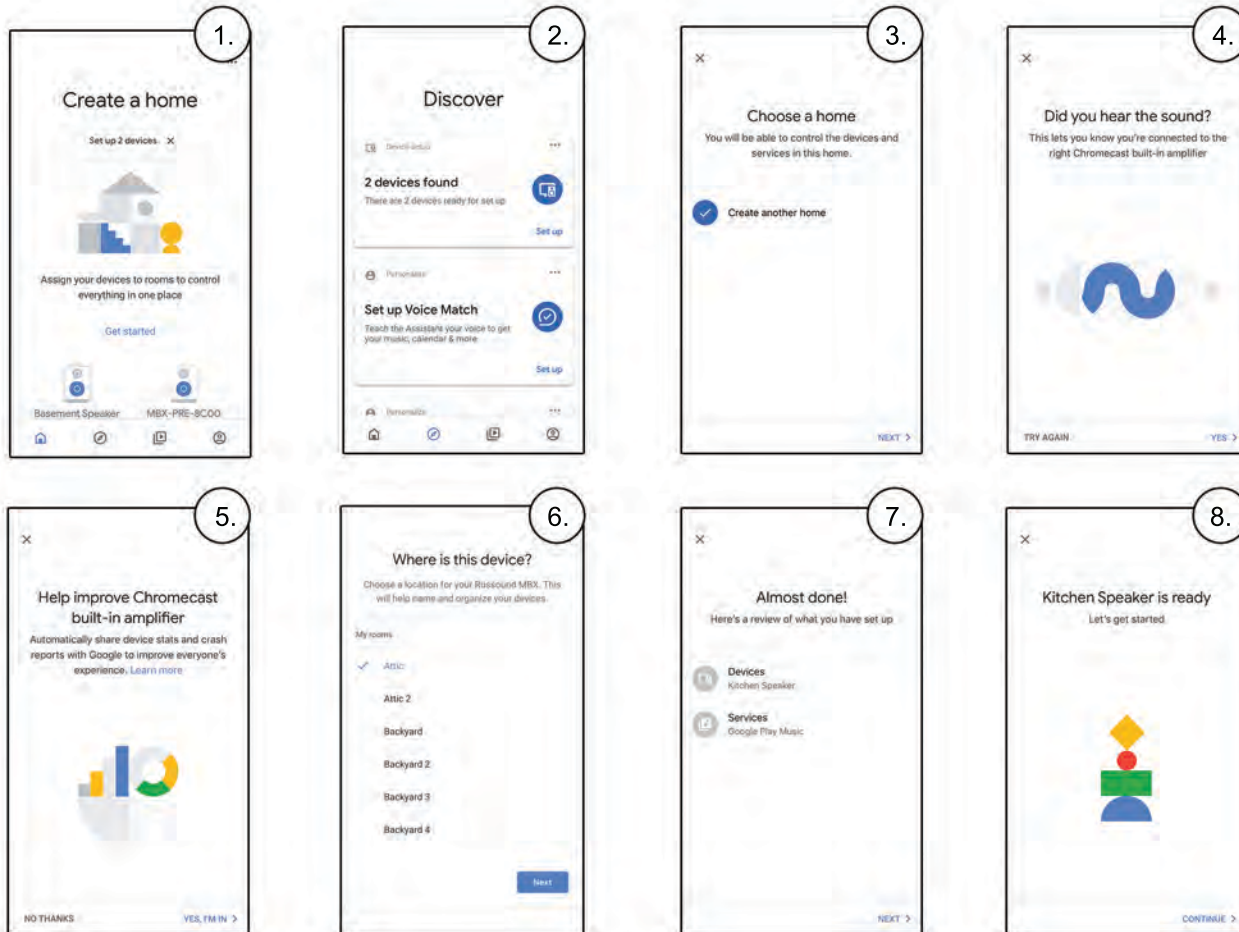 1.
Create a home
Set up 2 devices ×
Assign your devices to rooms to control
everything in one place
Get started
Basement Speaker
MBX-PRE-8C00
2.
Discover
Device setup
2 devices found
There are 2 devices ready for set up
Set up
Personalize
Set up Voice Match
Teach the Assistant your voice to get
your music, calendar & more
Set up
Personalize
3.
Choose a home
You will be able to control the devices and
services in this home.
Create another home
NEXT >
4.
Did you hear the sound?
This lets you know you're connected to the
right Chromecast built-in amplifier
TRY AGAIN
YES >
5.
Help improve Chromecast
built-in amplifier
Automatically share device stats and crash
reports with Google to improve everyone's
experience. Learn more
NO THANKS
YES, I'M IN >
6.
Where is this device?
Choose a location for your Russound MBX. This
will help name and organize your devices.
My rooms
Attic
Attic 2
Backyard
Backyard 2
Backyard 3
Backyard 4
Next
7.
Almost done!
Here's a review of what you have set up
Devices
Kitchen Speaker
Services
Google Play Music
NEXT >
8.
Kitchen Speaker is ready
Let's get started
CONTINUE >